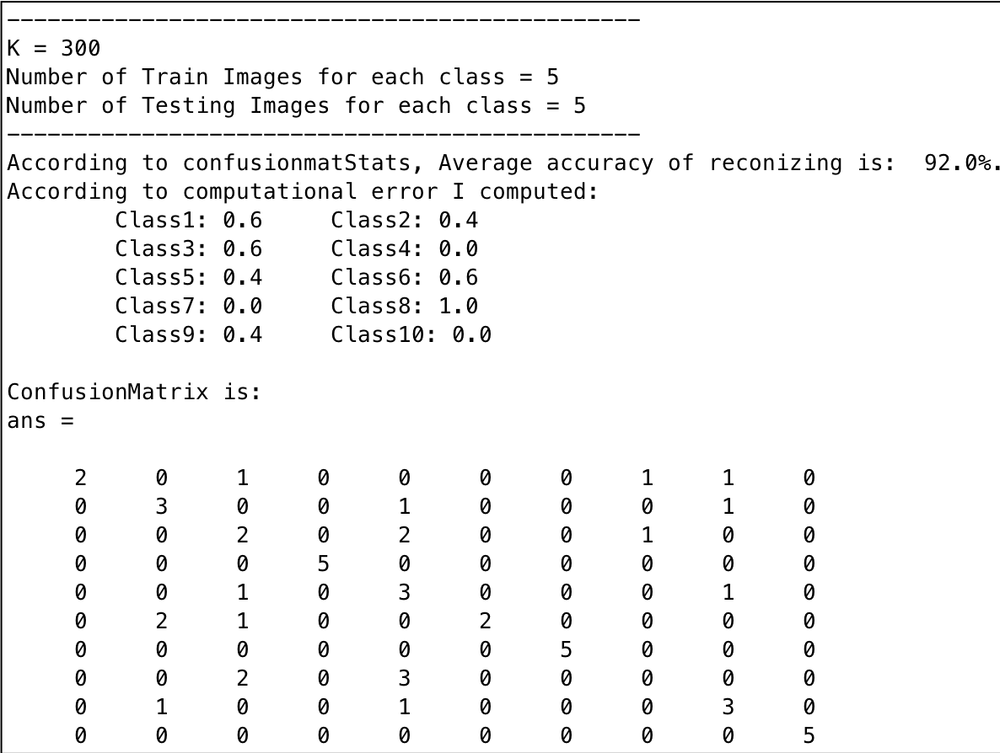 -----------------------------------------------
K = 300
Number of Train Images for each class = 5
Number of Testing Images for each class = 5
-----------------------------------------------
According to confusionmatStats, Average accuracy of reconizing is:  92.0%.
According to computational error I computed:
        Class1: 0.6     Class2: 0.4
        Class3: 0.6     Class4: 0.0
        Class5: 0.4     Class6: 0.6
        Class7: 0.0     Class8: 1.0
        Class9: 0.4     Class10: 0.0

ConfusionMatrix is:
ans =

     2     0     1     0     0     0     0     1     1     0
     0     3     0     0     1     0     0     0     1     0
     0     0     2     0     2     0     0     1     0     0
     0     0     0     5     0     0     0     0     0     0
     0     0     1     0     3     0     0     0     1     0
     0     2     1     0     0     2     0     0     0     0
     0     0     0     0     0     0     5     0     0     0
     0     0     2     0     3     0     0     0     0     0
     0     1     0     0     1     0     0     0     3     0
     0     0     0     0     0     0     0     0     0     5